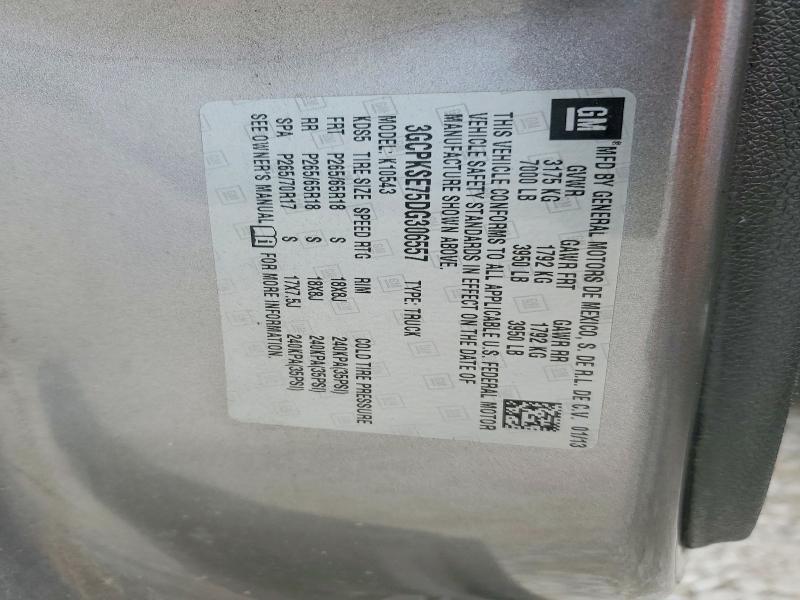 GM
MFD BY GENERAL MOTORS DE MEXICO, S. DE R.L. DE C.V. 01/13
GVWR GAWR FRT GAWR RR
3175 KG 1792 KG 1792 KG
7000 LB 3950 LB 3950 LB
THIS VEHICLE CONFORMS TO ALL APPLICABLE U.S. FEDERAL MOTOR
VEHICLE SAFETY STANDARDS IN EFFECT ON THE DATE OF
MANUFACTURE SHOWN ABOVE.
3GCPKSE75DG306557 TYPE: TRUCK
MODEL: K10543
KDS5 TIRE SIZE SPEED RTG RIM COLD TIRE PRESSURE
FRT P265/65R18 S 18X8J 240KPA(35PSI)
RR P265/65R18 S 18X8J 240KPA(35PSI)
SPA P265/70R17 S 17X7.5J 240KPA(35PSI)
SEE OWNER'S MANUAL FOR MORE INFORMATION.